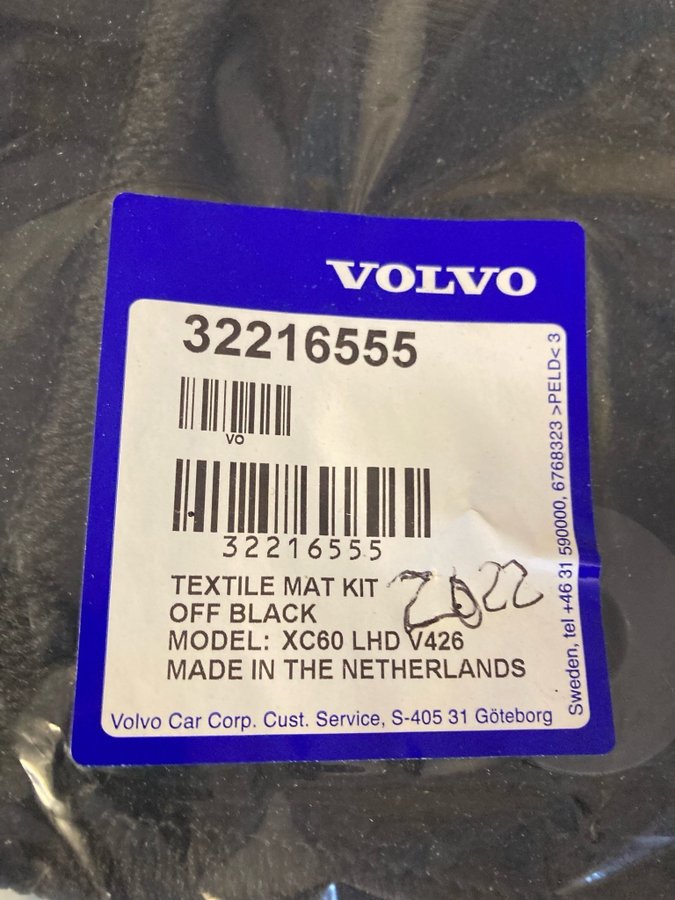 VOLVO
32216555
VO
32216555
TEXTILE MAT KIT
2022
OFF BLACK
MODEL: XC60 LHD V426
MADE IN THE NETHERLANDS
Volvo Car Corp. Cust. Service, S-405 31 Göteborg
Sweden, tel +46 31 590000, 6768323 >PELD< 3